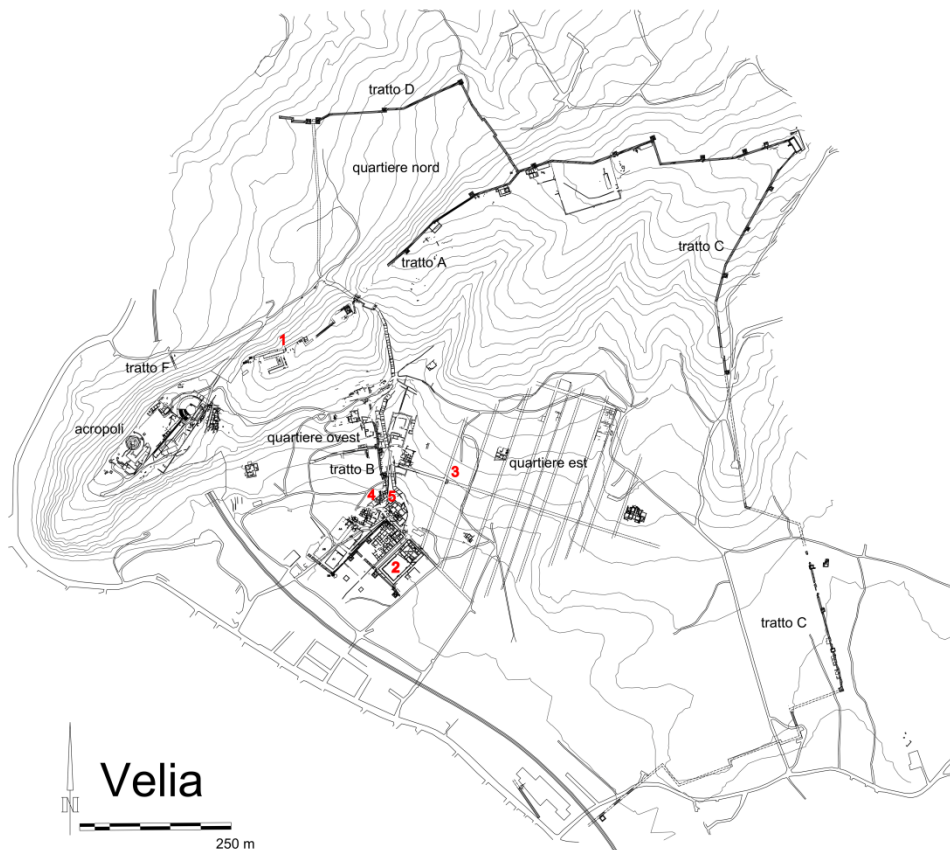 tratto D
quartiere nord
tratto A
tratto C
1
tratto F
acropoli
quartiere ovest
tratto B
3
quartiere est
4
5
2
tratto C
N
Velia
250 m